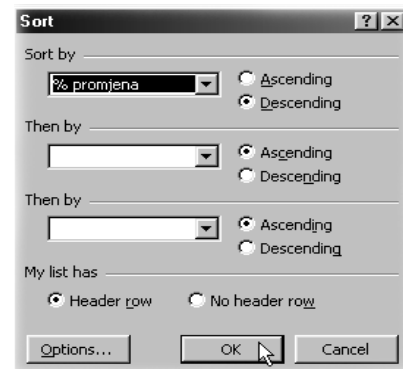 Sort
Sort by
% promjena
Ascending
Descending
Then by
Ascending
Descending
Then by
Ascending
Descending
My list has
Header row
No header row
Options...
OK
Cancel